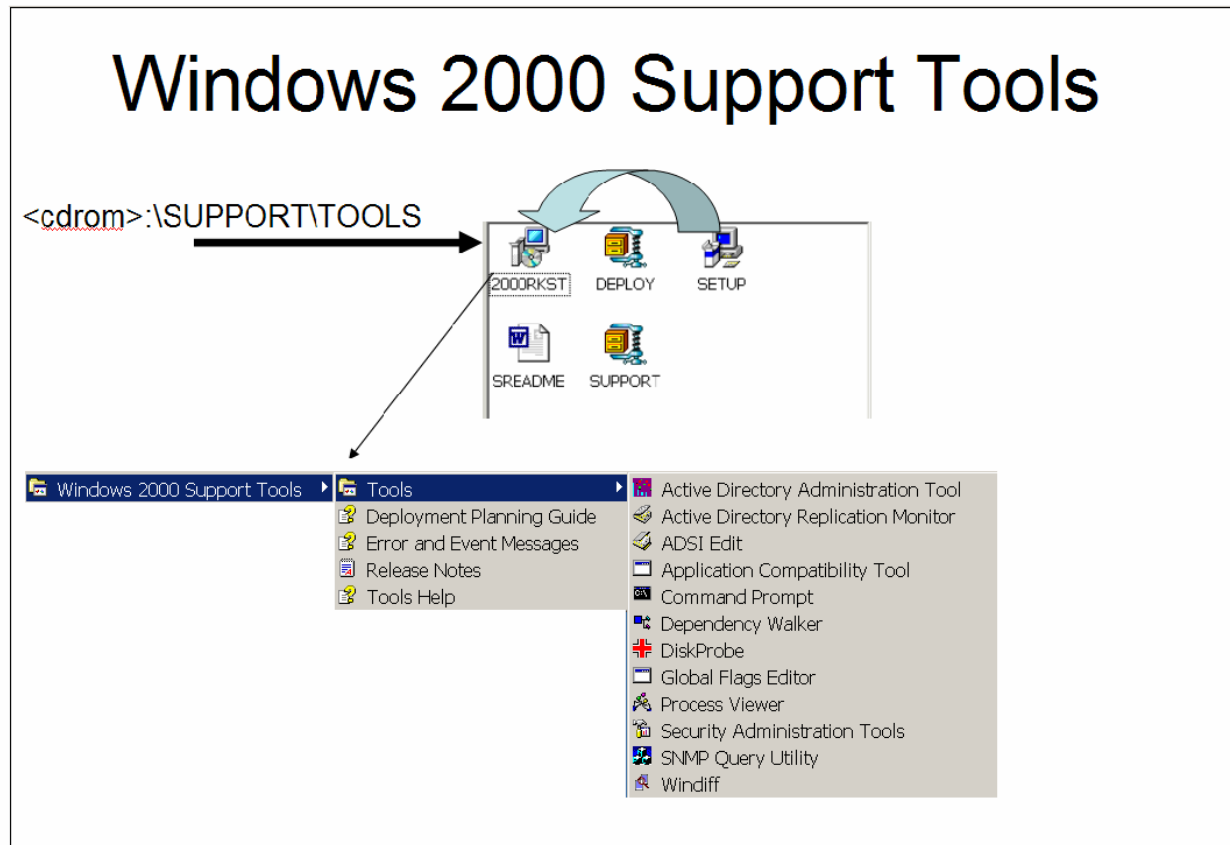 Windows 2000 Support Tools
<cdrom>:\SUPPORT\TOOLS
2000RKST
DEPLOY
SETUP
SREADME
SUPPORT
Windows 2000 Support Tools
Tools
Deployment Planning Guide
Error and Event Messages
Release Notes
Tools Help
Active Directory Administration Tool
Active Directory Replication Monitor
ADSI Edit
Application Compatibility Tool
Command Prompt
Dependency Walker
DiskProbe
Global Flags Editor
Process Viewer
Security Administration Tools
SNMP Query Utility
Windiff